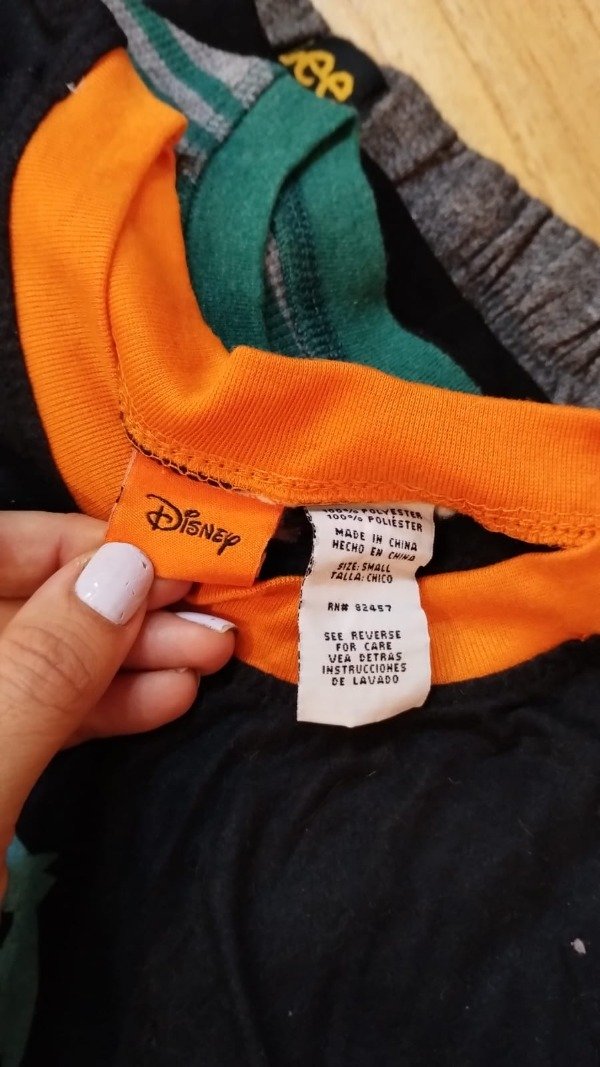 DISNEY
100% POLYESTER
100% POLIÉSTER
MADE IN CHINA
HECHO EN CHINA
SIZE: SMALL
TALLA: CHICO
RN# 82457
SEE REVERSE
FOR CARE
VEA DETRAS
INSTRUCCIONES
DE LAVADO